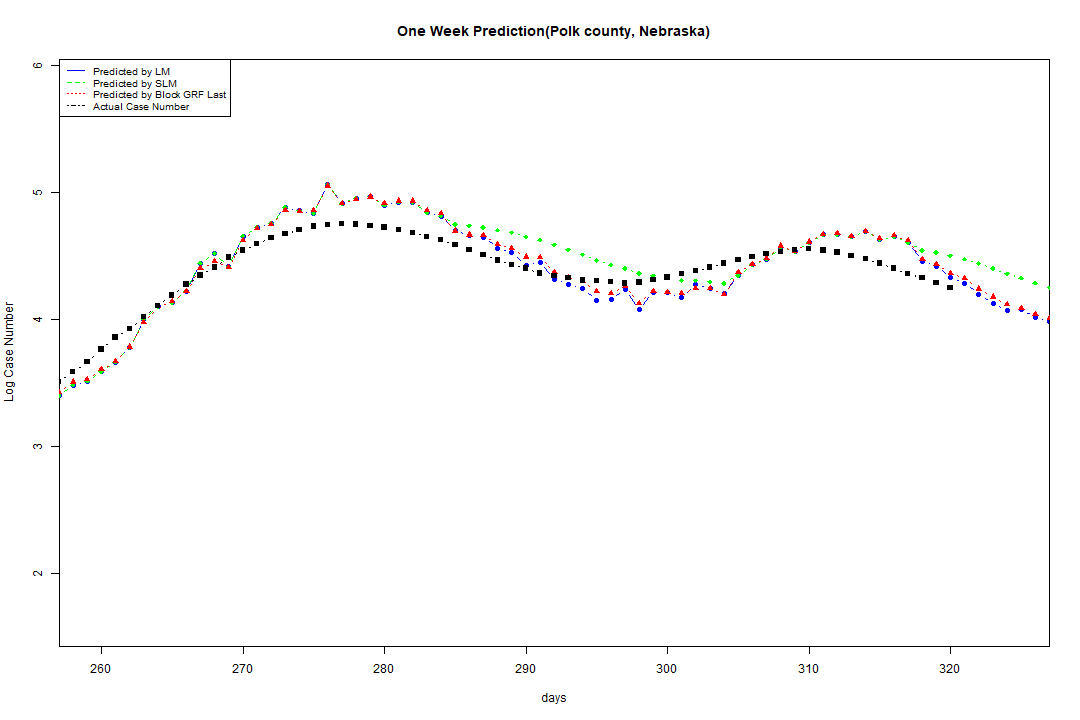 One Week Prediction(Polk county, Nebraska)
Predicted by LM
Predicted by SLM
Predicted by Block GRF Last
Actual Case Number
6
5
4
3
2
Log Case Number
260 270 280 290 300 310 320
days